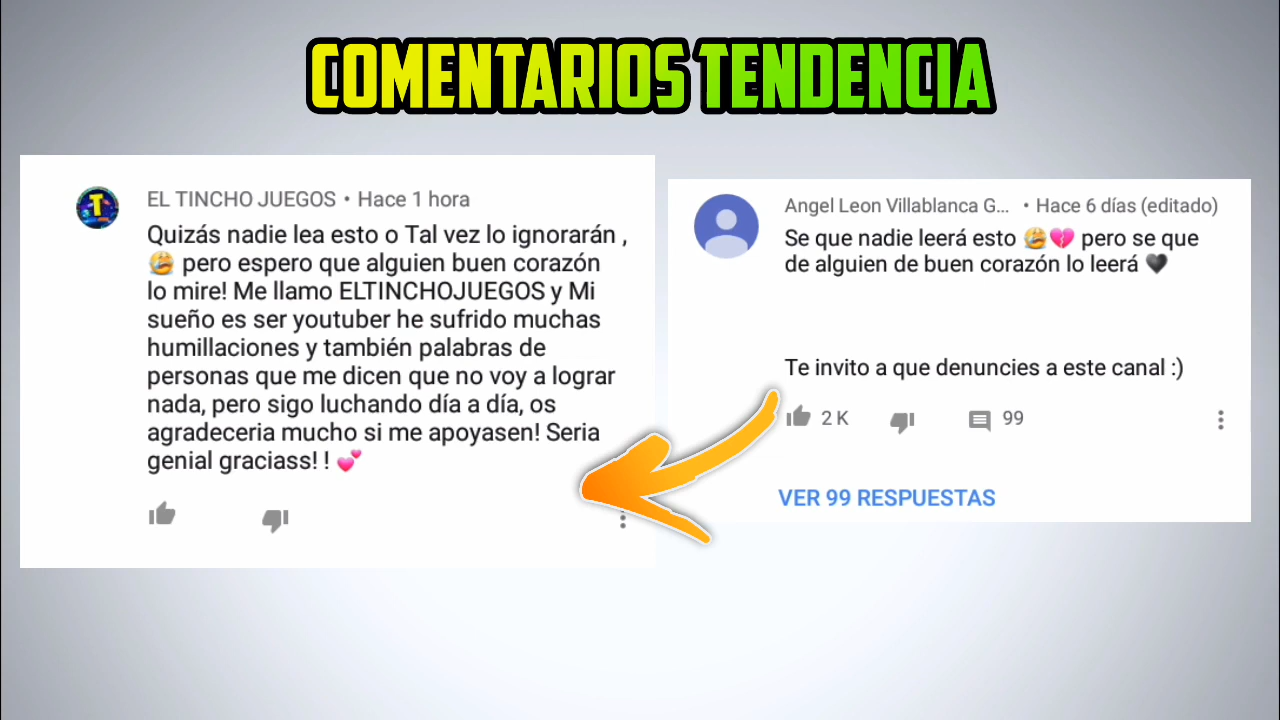 COMENTARIOS TENDENCIA
EL TINCHO JUEGOS • Hace 1 hora
Quizás nadie lea esto o Tal vez lo ignorarán ,
😭 pero espero que alguien buen corazón
lo mire! Me llamo ELTINCHOJUEGOS y Mi
sueño es ser youtuber he sufrido muchas
humillaciones y también palabras de
personas que me dicen que no voy a lograr
nada, pero sigo luchando día a día, os
agradeceria mucho si me apoyasen! Seria
genial graciass! ! 💕
T
Angel Leon Villablanca G... • Hace 6 días (editado)
Se que nadie leerá esto 😭💔 pero se que
de alguien de buen corazón lo leerá 🖤
Te invito a que denuncies a este canal :)
2 K
99
VER 99 RESPUESTAS